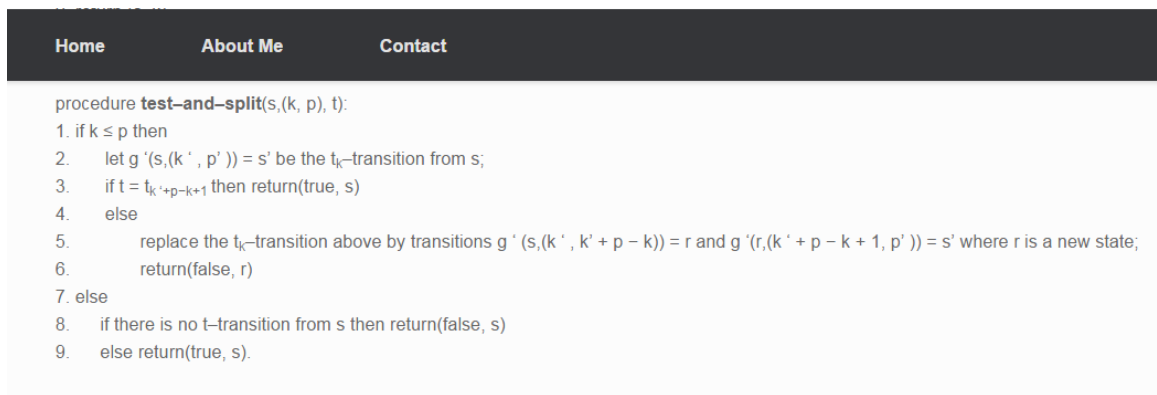 Home About Me Contact
procedure test–and–split(s,(k, p), t):
1. if k ≤ p then
2. let g ‘(s,(k ‘ , p’ )) = s’ be the tk–transition from s;
3. if t = tk ‘+p−k+1 then return(true, s)
4. else
5. replace the tk–transition above by transitions g ‘ (s,(k ‘ , k’ + p − k)) = r and g ‘(r,(k ‘ + p − k + 1, p’ )) = s’ where r is a new state;
6. return(false, r)
7. else
8. if there is no t–transition from s then return(false, s)
9. else return(true, s).